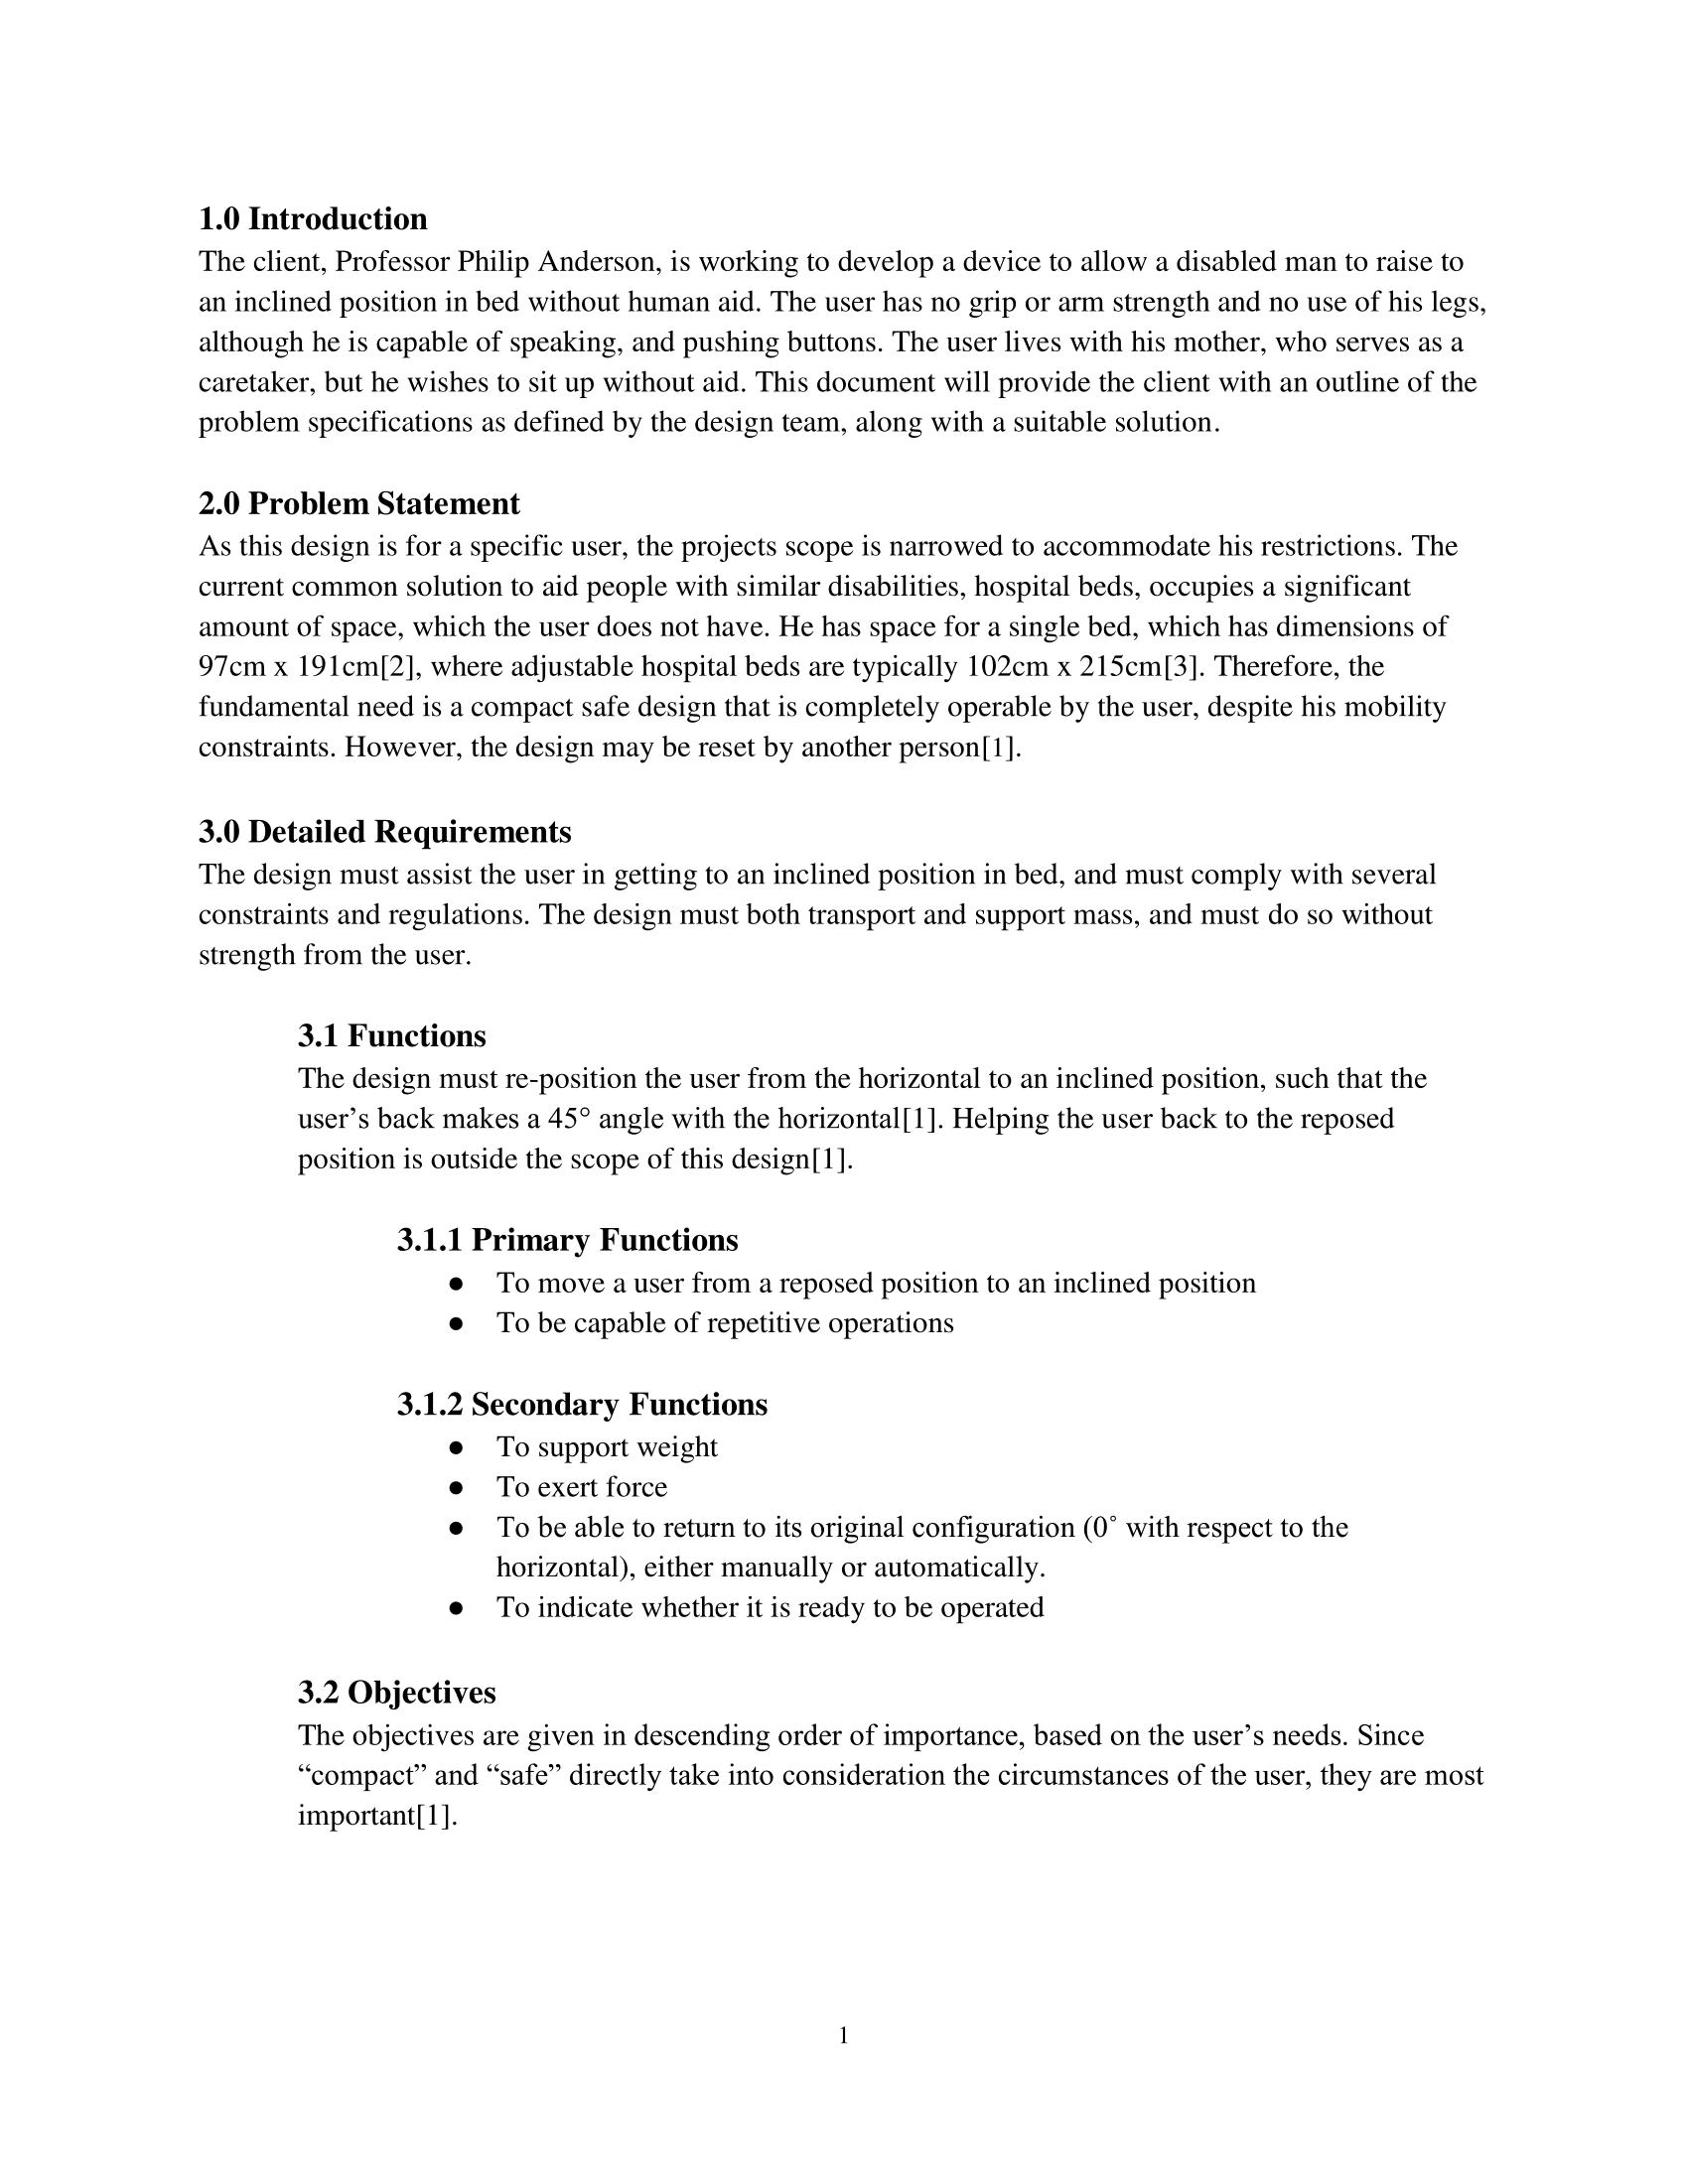 1.0 Introduction
The client, Professor Philip Anderson, is working to develop a device to allow a disabled man to raise to
an inclined position in bed without human aid. The user has no grip or arm strength and no use of his legs,
although he is capable of speaking, and pushing buttons. The user lives with his mother, who serves as a
caretaker, but he wishes to sit up without aid. This document will provide the client with an outline of the
problem specifications as defined by the design team, along with a suitable solution.
2.0 Problem Statement
As this design is for a specific user, the projects scope is narrowed to accommodate his restrictions. The
current common solution to aid people with similar disabilities, hospital beds, occupies a significant
amount of space, which the user does not have. He has space for a single bed, which has dimensions of
97cm x 191cm[2], where adjustable hospital beds are typically 102cm x 215cm[3]. Therefore, the
fundamental need is a compact safe design that is completely operable by the user, despite his mobility
constraints. However, the design may be reset by another person[1].
3.0 Detailed Requirements
The design must assist the user in getting to an inclined position in bed, and must comply with several
constraints and regulations. The design must both transport and support mass, and must do so without
strength from the user.
3.1 Functions
The design must re-position the user from the horizontal to an inclined position, such that the
user’s back makes a 45° angle with the horizontal[1]. Helping the user back to the reposed
position is outside the scope of this design[1].
3.1.1 Primary Functions
● To move a user from a reposed position to an inclined position
● To be capable of repetitive operations
3.1.2 Secondary Functions
● To support weight
● To exert force
● To be able to return to its original configuration (0˚ with respect to the
horizontal), either manually or automatically.
● To indicate whether it is ready to be operated
3.2 Objectives
The objectives are given in descending order of importance, based on the user’s needs. Since
“compact” and “safe” directly take into consideration the circumstances of the user, they are most
important[1].
1